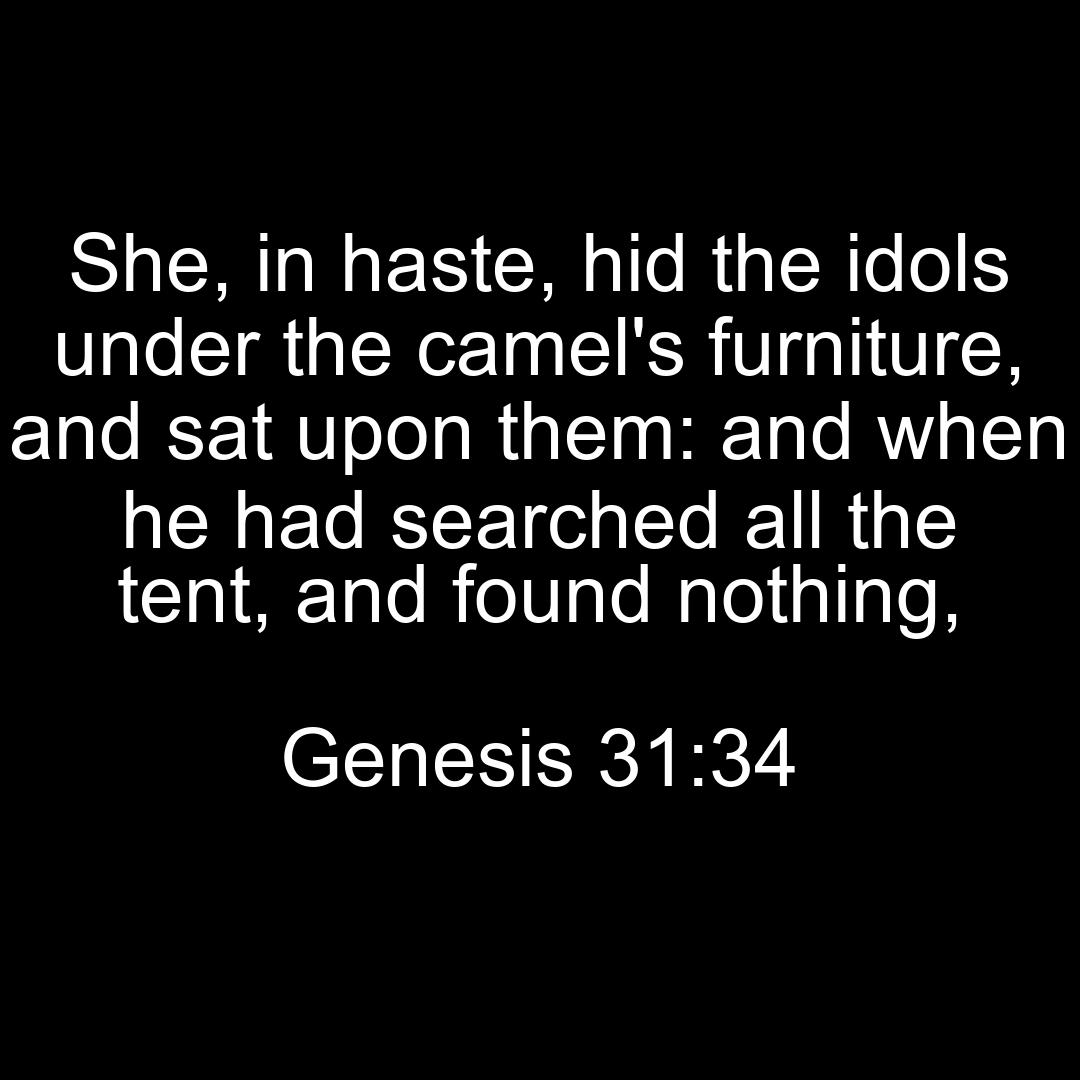 She, in haste, hid the idols
under the camel's furniture,
and sat upon them: and when
he had searched all the
tent, and found nothing,
Genesis 31:34